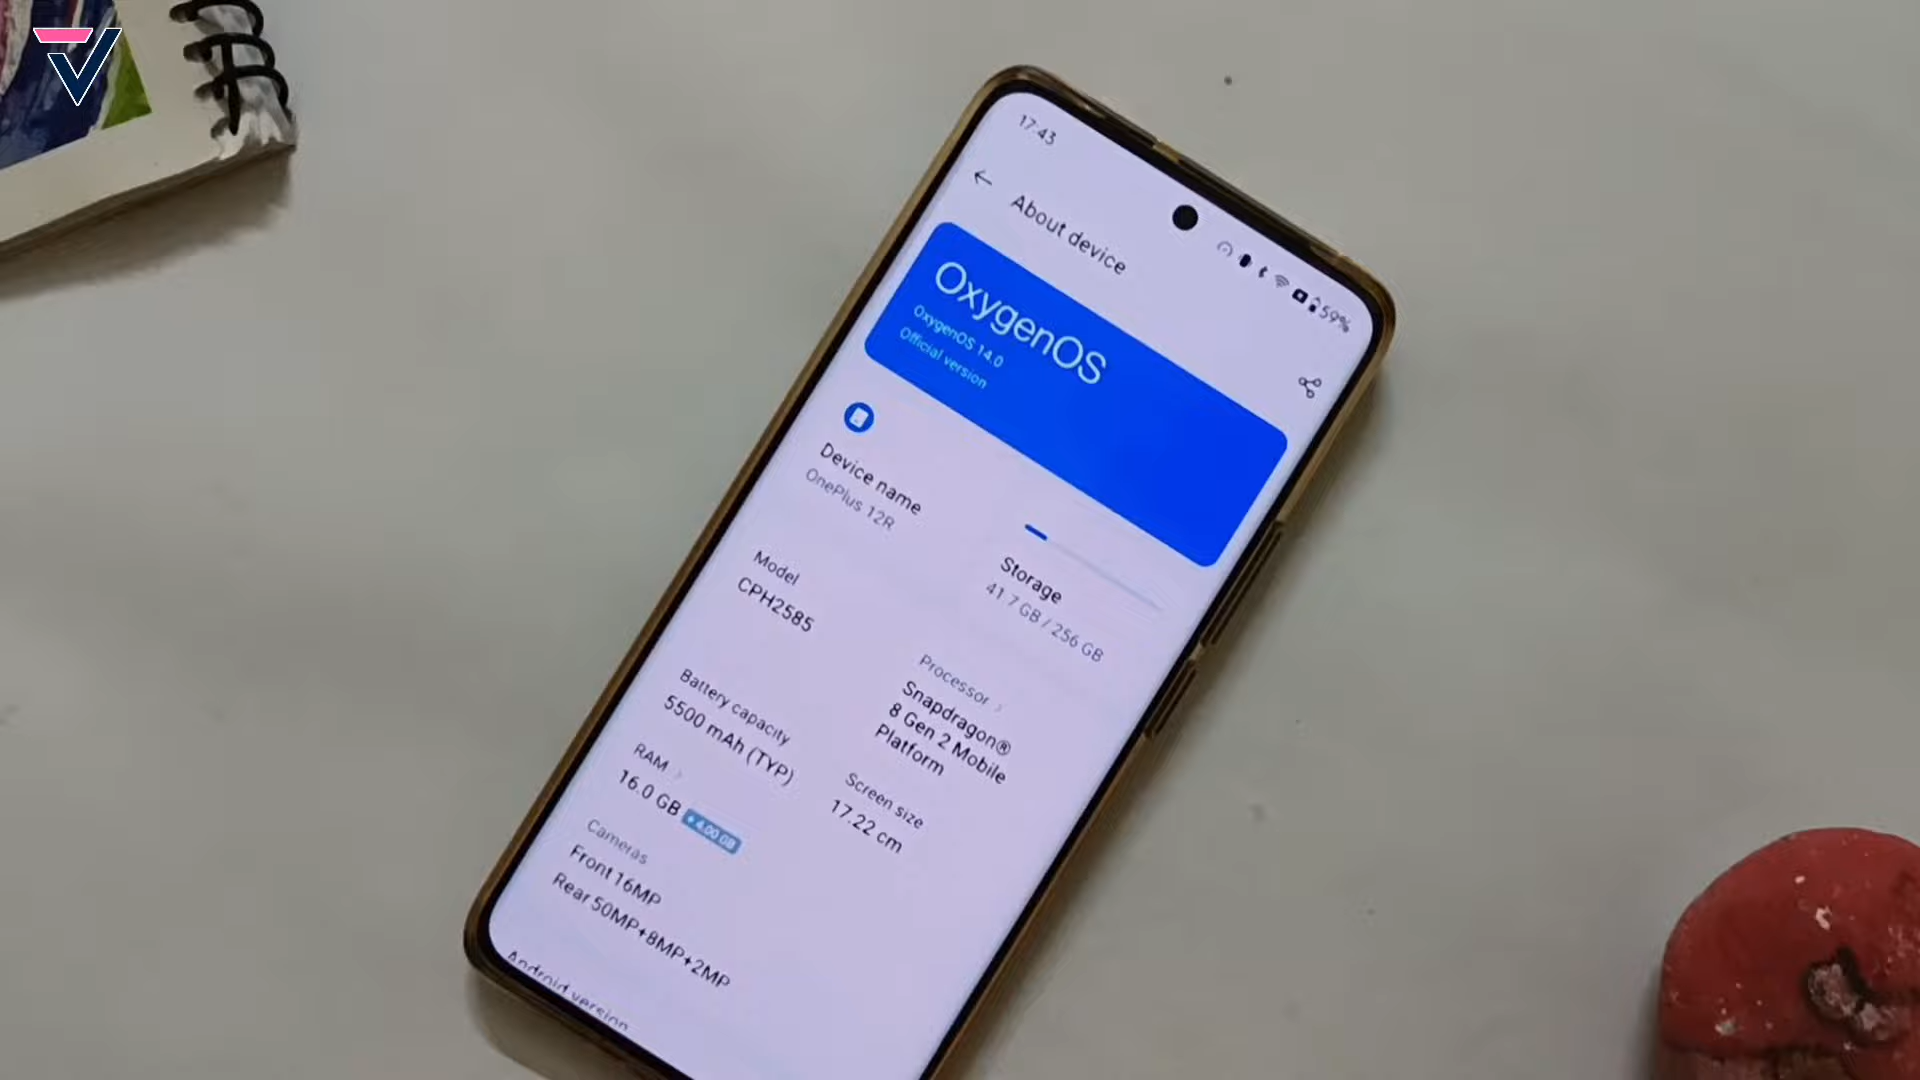 17:43
59%
About device
OxygenOS
OxygenOS 14.0
Official version
Device name
OnePlus 12R
Storage
41.7 GB / 256 GB
Model
CPH2585
Processor
Snapdragon®
8 Gen 2 Mobile
Platform
Battery capacity
5500 mAh (TYP)
Screen size
17.22 cm
RAM
16.0 GB + 4.00 GB
Cameras
Front 16MP
Rear 50MP+8MP+2MP
Android version